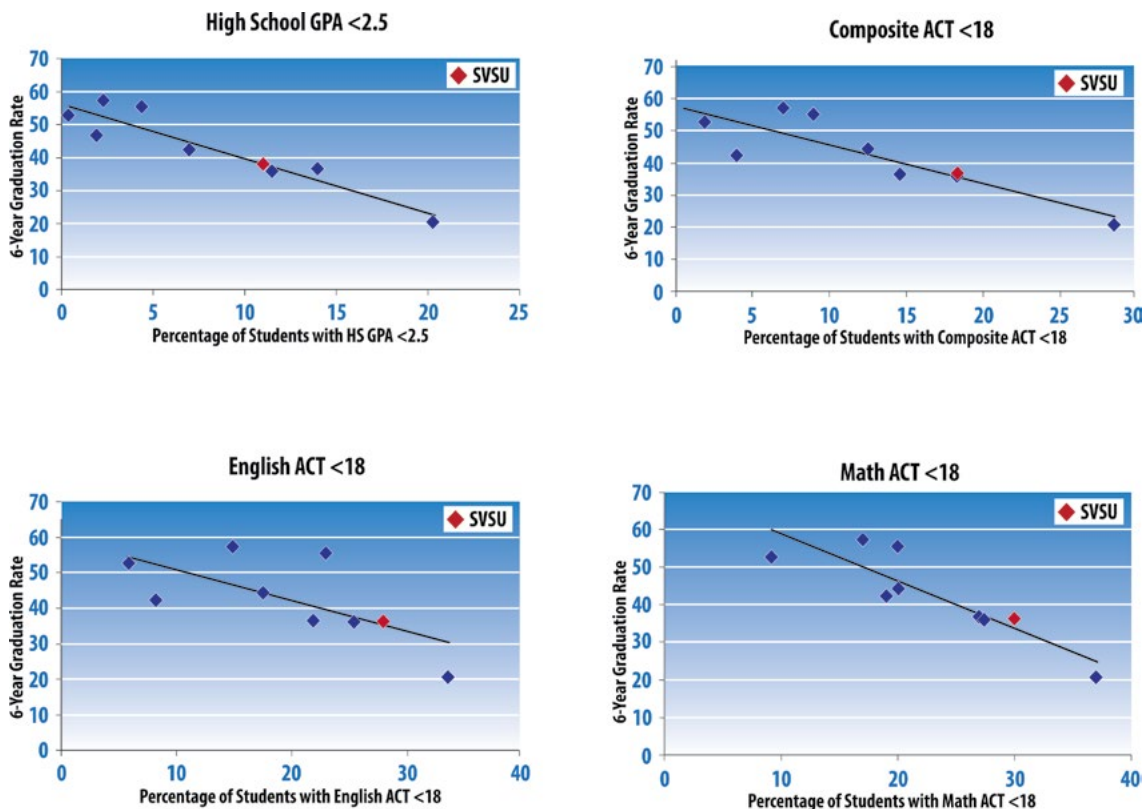 High School GPA <2.5
SVSU
6-Year Graduation Rate
70
60
50
40
30
20
10
0
0 5 10 15 20 25
Percentage of Students with HS GPA <2.5
Composite ACT <18
SVSU
6-Year Graduation Rate
70
60
50
40
30
20
10
0
0 5 10 15 20 25 30
Percentage of Students with Composite ACT <18
English ACT <18
SVSU
6-Year Graduation Rate
70
60
50
40
30
20
10
0
0 10 20 30 40
Percentage of Students with English ACT <18
Math ACT <18
SVSU
6-Year Graduation Rate
70
60
50
40
30
20
10
0
0 10 20 30 40
Percentage of Students with Math ACT <18